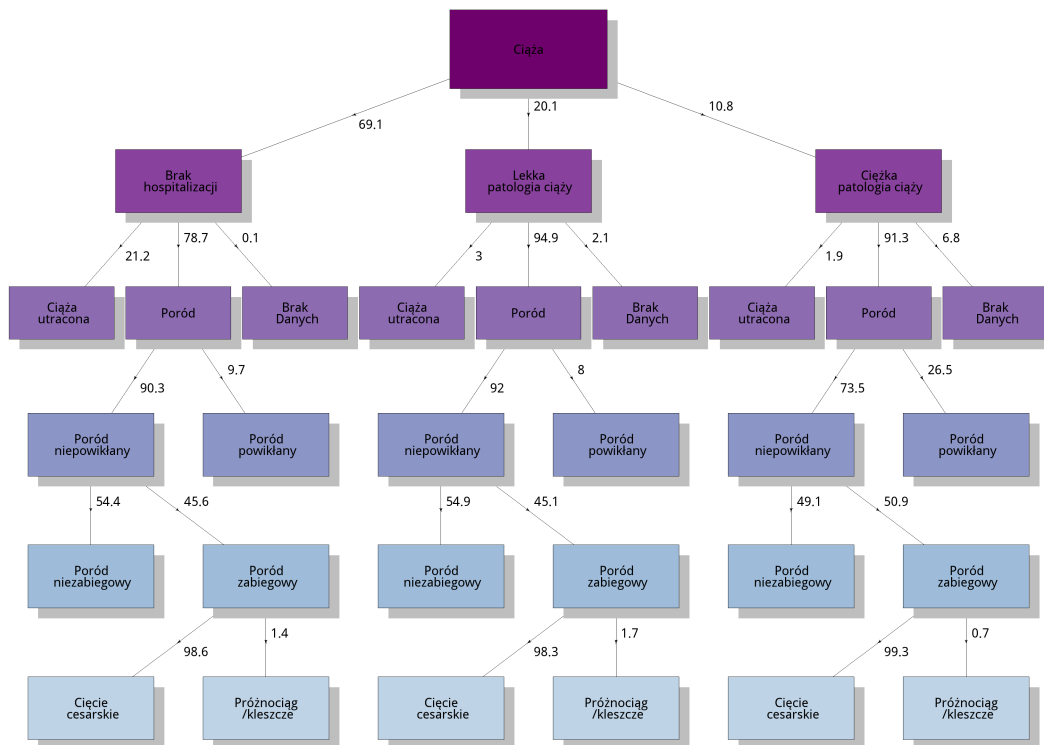 Ciąża
20.1
10.8
69.1
Brak
hospitalizacji
Lekka
patologia ciąży
Ciężka
patologia ciąży
78.7
0.1
21.2
94.9
2.1
3
91.3
6.8
1.9
Ciąża
utracona
Poród
Brak
Danych
Ciąża
utracona
Poród
Brak
Danych
Ciąża
utracona
Poród
Brak
Danych
90.3
9.7
92
8
73.5
26.5
Poród
niepowikłany
Poród
powikłany
Poród
niepowikłany
Poród
powikłany
Poród
niepowikłany
Poród
powikłany
54.4
45.6
54.9
45.1
49.1
50.9
Poród
niezabiegowy
Poród
zabiegowy
Poród
niezabiegowy
Poród
zabiegowy
Poród
niezabiegowy
Poród
zabiegowy
98.6
1.4
98.3
1.7
99.3
0.7
Cięcie
cesarskie
Próżnociąg
/kleszcze
Cięcie
cesarskie
Próżnociąg
/kleszcze
Cięcie
cesarskie
Próżnociąg
/kleszcze